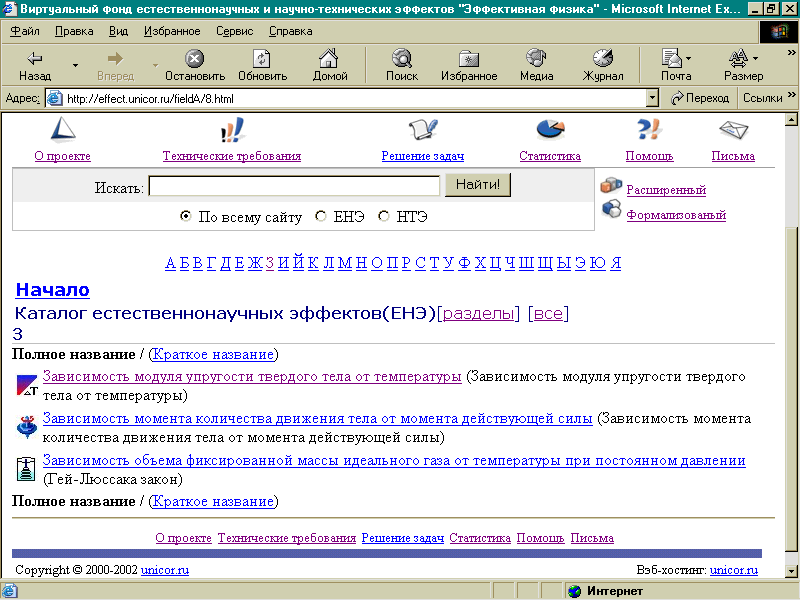 Виртуальный фонд естественнонаучных и научно-технических эффектов "Эффективная физика" - Microsoft Internet Ex...
Файл Правка Вид Избранное Сервис Справка
Назад Вперед Остановить Обновить Домой Поиск Избранное Медиа Журнал Почта Размер »
Адрес: http://effect.unicor.ru/fieldA/8.html Переход Ссылки »
О проекте Технические требования Решение задач Статистика Помощь Письма
Искать: Найти!
Расширенный
По всему сайту ЕНЭ НТЭ
Формализованый
А Б В Г Д Е Ж З И Й К Л М Н О П Р С Т У Ф Х Ц Ч Ш Щ Ы Э Ю Я
Начало
Каталог естественнонаучных эффектов(ЕНЭ)[разделы] [все]
З
Полное название / (Краткое название)
Зависимость модуля упругости твердого тела от температуры (Зависимость модуля упругости твердого
тела от температуры)
Зависимость момента количества движения тела от момента действующей силы (Зависимость момента
количества движения тела от момента действующей силы)
Зависимость объема фиксированной массы идеального газа от температуры при постоянном давлении
(Гей-Люссака закон)
Полное название / (Краткое название)
О проекте Технические требования Решение задач Статистика Помощь Письма
Copyright © 2000-2002 unicor.ru Вэб-хостинг: unicor.ru
Интернет